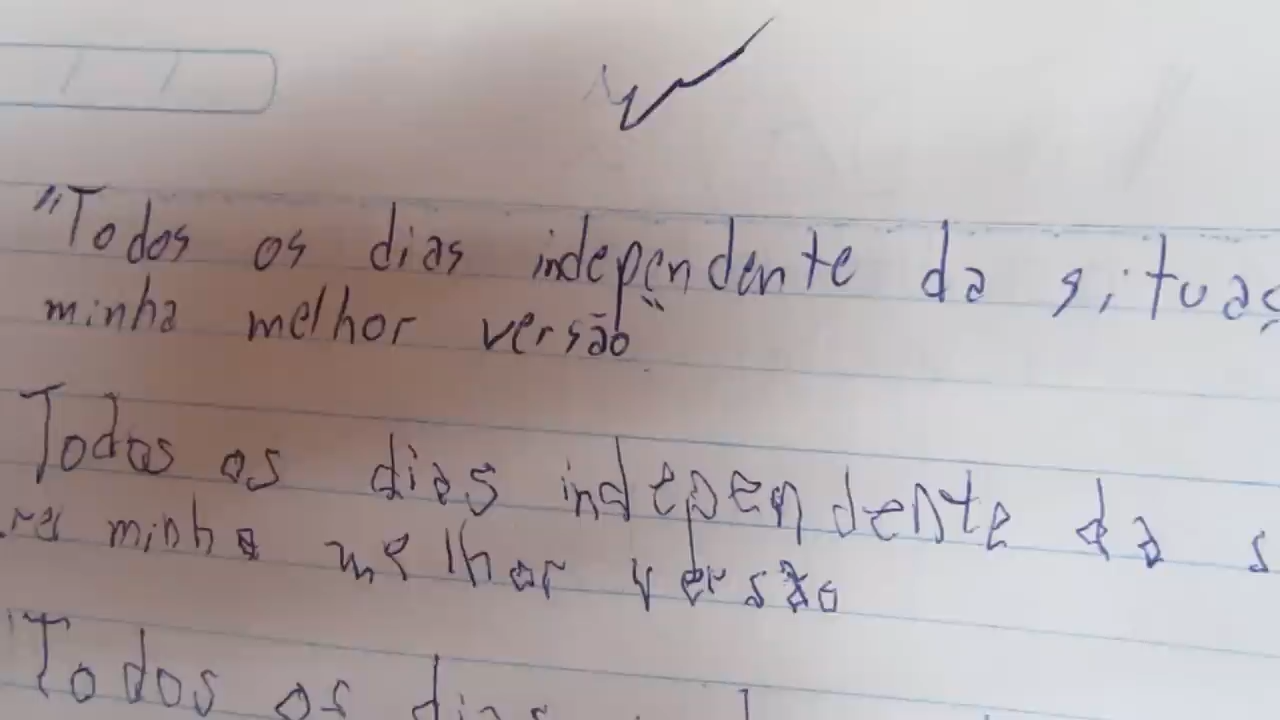 "Todos os dias independente da situaç
minha melhor versão"
Todos os dias independente da s
minha melhor versão
Todos os dias